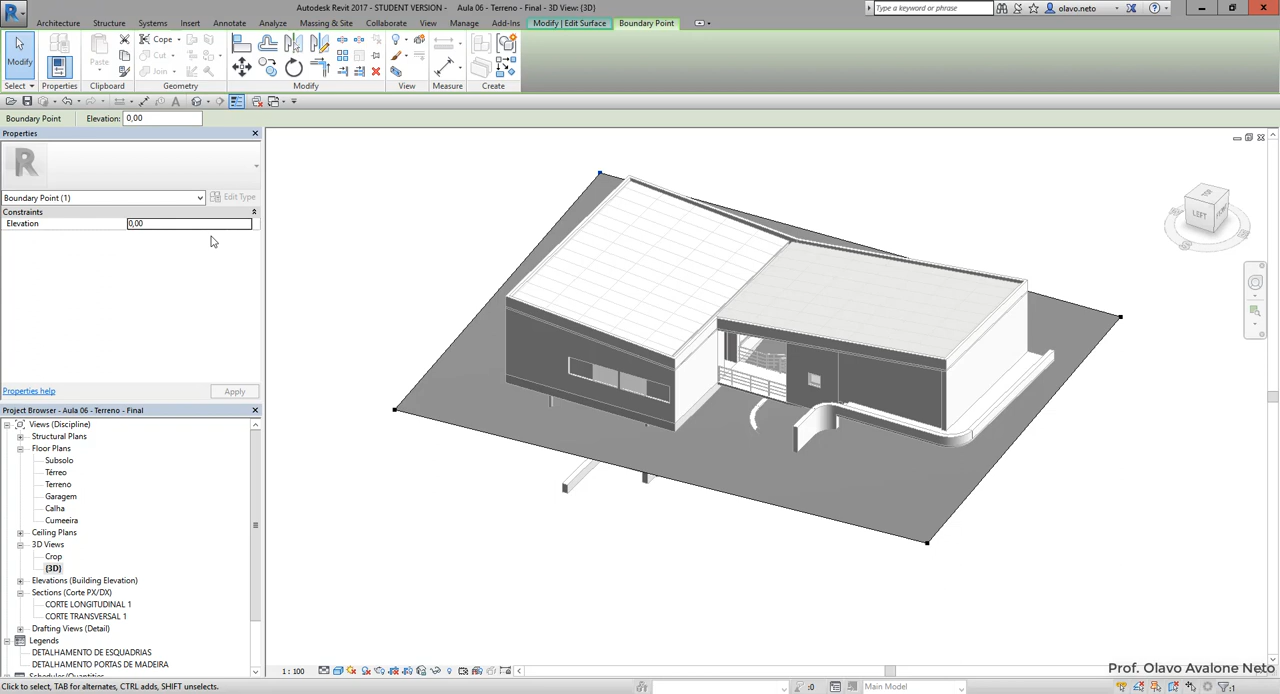 Autodesk Revit 2017 - STUDENT VERSION - Aula 06 - Terreno - Final - 3D View: {3D}
Type a keyword or phrase
olavo.neto
Architecture Structure Systems Insert Annotate Analyze Massing & Site Collaborate View Manage Add-Ins Modify | Edit Surface Boundary Point
Modify
Paste
Cope
Cut
Join
Select Properties Clipboard Geometry Modify View Measure Create
Boundary Point Elevation: 0,00
Properties
R
Boundary Point (1)
Edit Type
Constraints
Elevation 0,00
Properties help
Apply
Project Browser - Aula 06 - Terreno - Final
Views (Discipline)
Structural Plans
Floor Plans
Subsolo
Térreo
Terreno
Garagem
Calha
Cumeeira
Ceiling Plans
3D Views
Crop
{3D}
Elevations (Building Elevation)
Sections (Corte PX/DX)
CORTE LONGITUDINAL 1
CORTE TRANSVERSAL 1
Drafting Views (Detail)
Legends
DETALHAMENTO DE ESQUADRIAS
DETALHAMENTO PORTAS DE MADEIRA
LEFT
1 : 100
Prof. Olavo Avalone Neto
Click to select, TAB for alternates, CTRL adds, SHIFT unselects.
:0
Main Model
:1